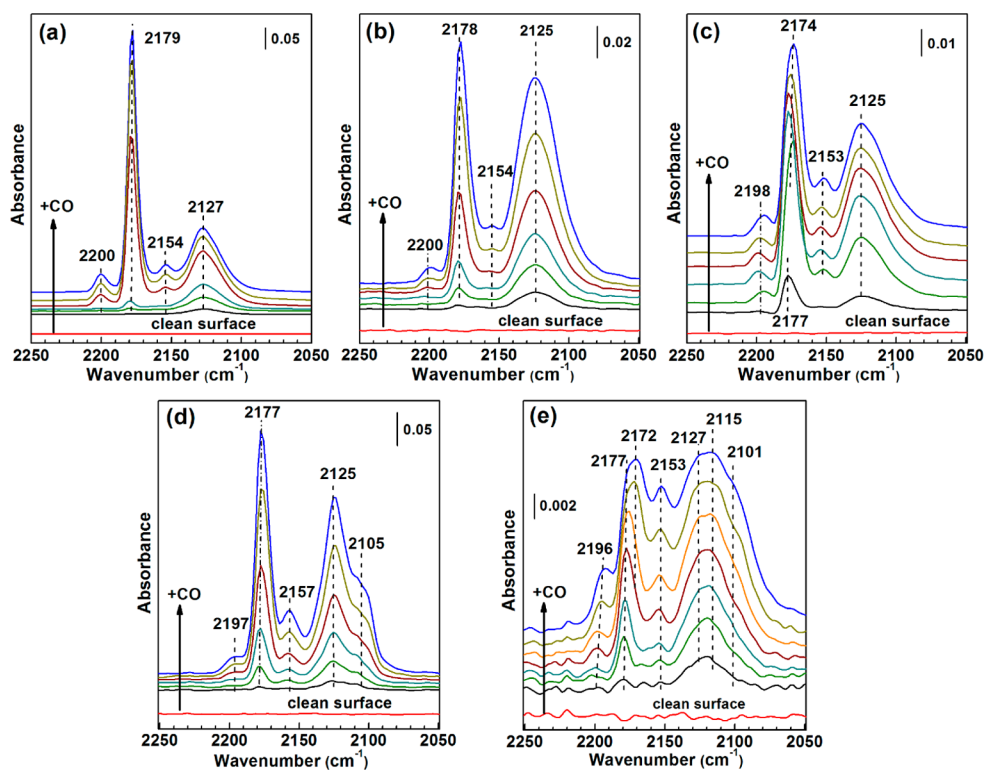 (a)
2179
0.05
2127
2154
2200
+CO
clean surface
Absorbance
2250 2200 2150 2100 2050
Wavenumber (cm-1)
(b)
2178
2125
0.02
2154
2200
+CO
clean surface
Absorbance
2250 2200 2150 2100 2050
Wavenumber (cm-1)
(c)
2174
0.01
2125
2153
2198
+CO
2177
clean surface
Absorbance
2250 2200 2150 2100 2050
Wavenumber (cm-1)
(d)
2177
0.05
2125
2105
2157
2197
+CO
clean surface
Absorbance
2250 2200 2150 2100 2050
Wavenumber (cm-1)
(e)
2115
2172
2127
2177
2153
2101
0.002
2196
+CO
clean surface
Absorbance
2250 2200 2150 2100 2050
Wavenumber (cm-1)